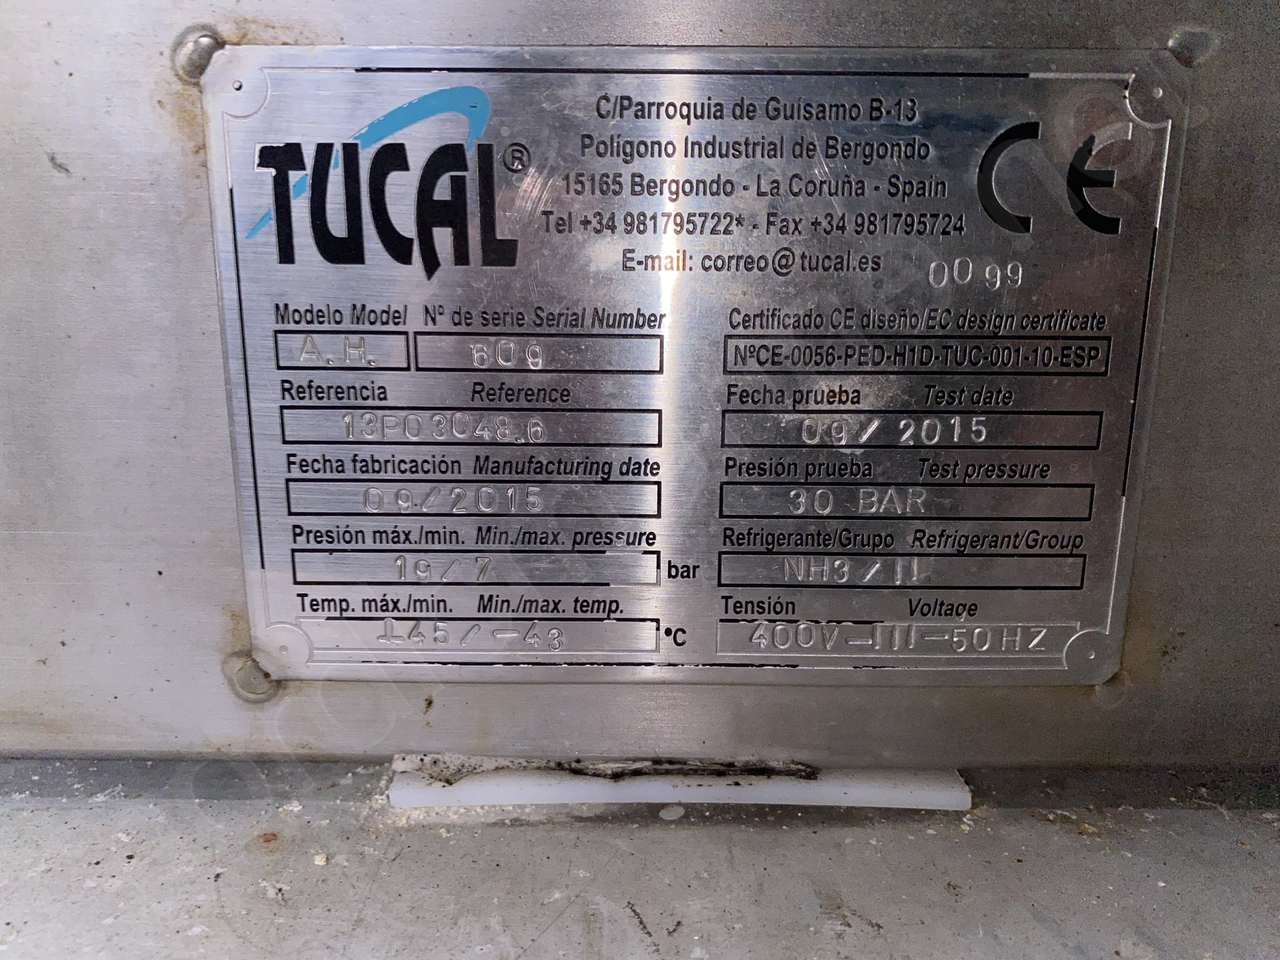 TUCAL®
C/Parroquia de Guísamo B-13
Polígono Industrial de Bergondo
15165 Bergondo - La Coruña - Spain
Tel +34 981795722* - Fax +34 981795724
E-mail: correo@tucal.es
CE
0099
Modelo Model Nº de serie Serial Number
A.H. 609
Referencia Reference
13P03048.6
Fecha fabricación Manufacturing date
09/2015
Presión máx./min. Min./max. pressure
19/7 bar
Temp. máx./min. Min./max. temp.
+45/-43 °C
Certificado CE diseño/EC design certificate
NºCE-0056-PED-H1D-TUC-001-10-ESP
Fecha prueba Test date
09/2015
Presión prueba Test pressure
30 BAR
Refrigerante/Grupo Refrigerant/Group
NH3/II
Tensión Voltage
400V-III-50HZ